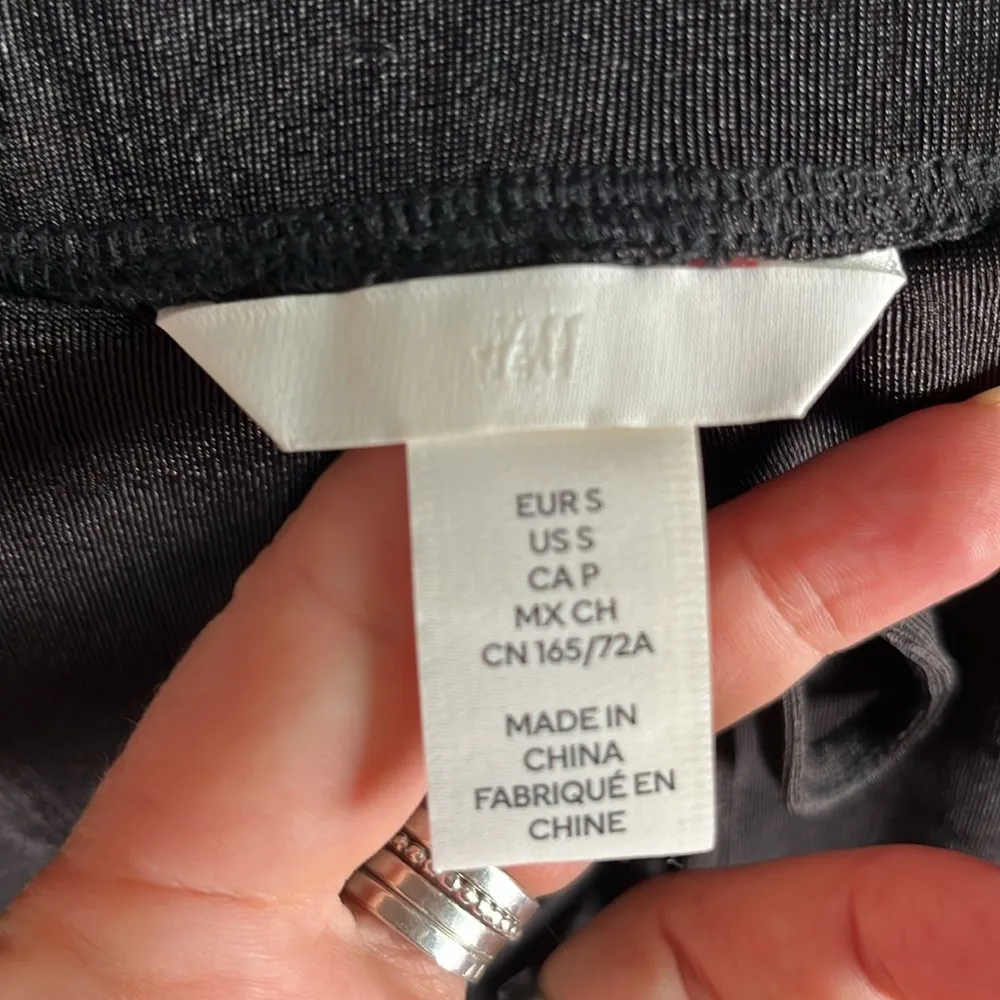 H&M
EUR S
US S
CA P
MX CH
CN 165/72A
MADE IN
CHINA
FABRIQUÉ EN
CHINE